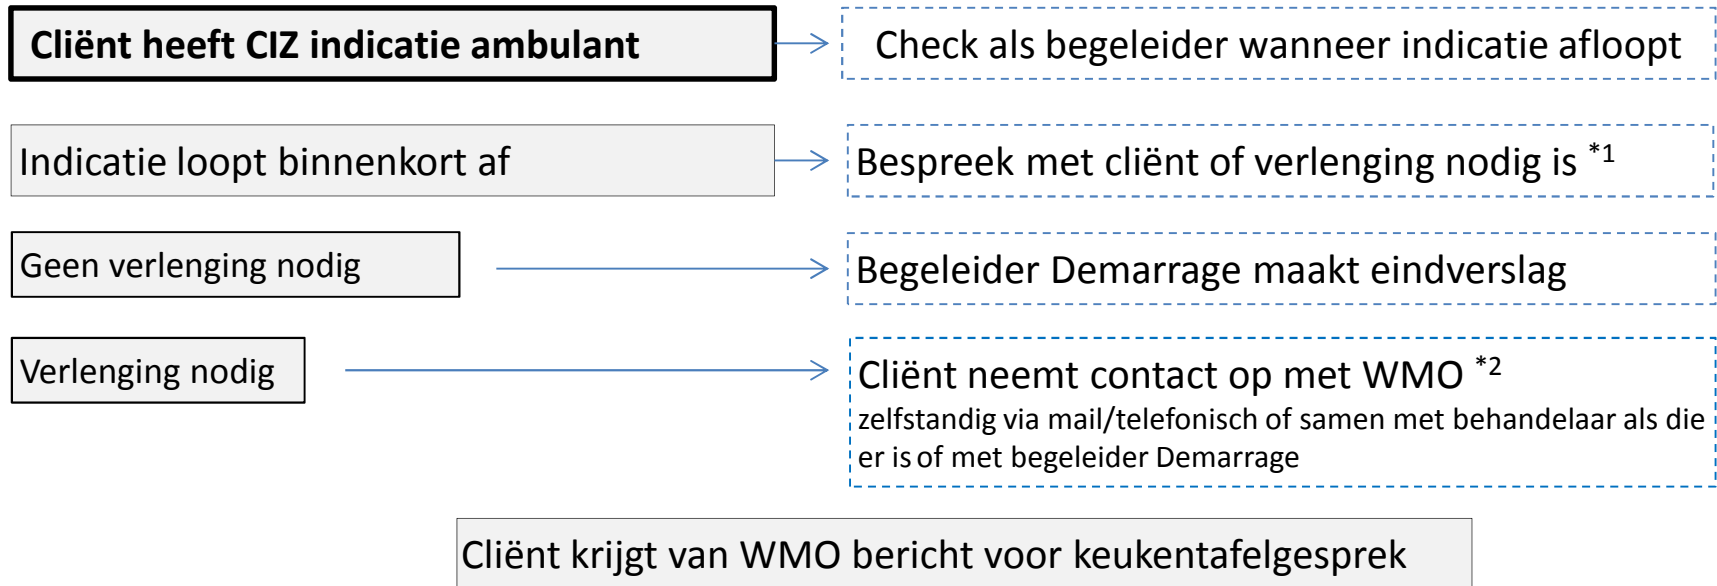 Cliënt heeft CIZ indicatie ambulant
Check als begeleider wanneer indicatie afloopt
Indicatie loopt binnenkort af
Bespreek met cliënt of verlenging nodig is *1
Geen verlenging nodig
Begeleider Demarrage maakt eindverslag
Verlenging nodig
Cliënt neemt contact op met WMO *2
zelfstandig via mail/telefonisch of samen met behandelaar als die
er is of met begeleider Demarrage
Cliënt krijgt van WMO bericht voor keukentafelgesprek